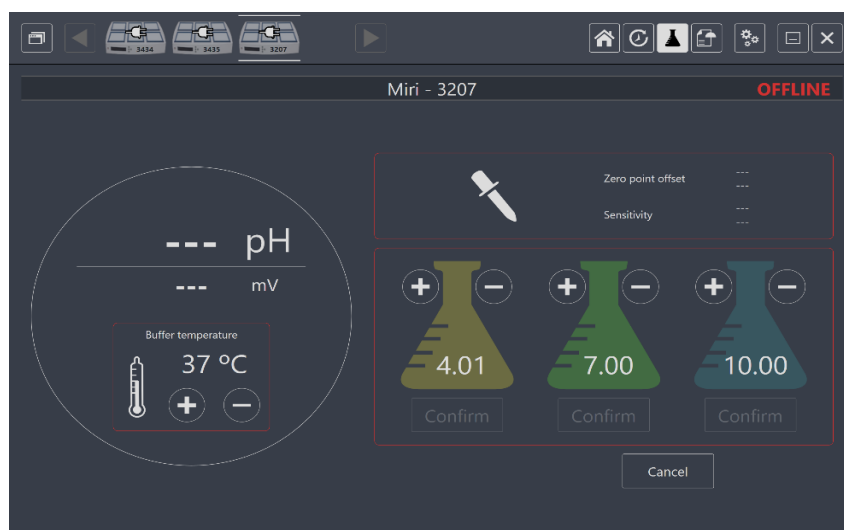 3434 3435 3207
Miri - 3207 OFFLINE
Zero point offset ---
---
Sensitivity ---
---
--- pH
--- mV
Buffer temperature
37 ºC
4.01 7.00 10.00
Confirm Confirm Confirm
Cancel